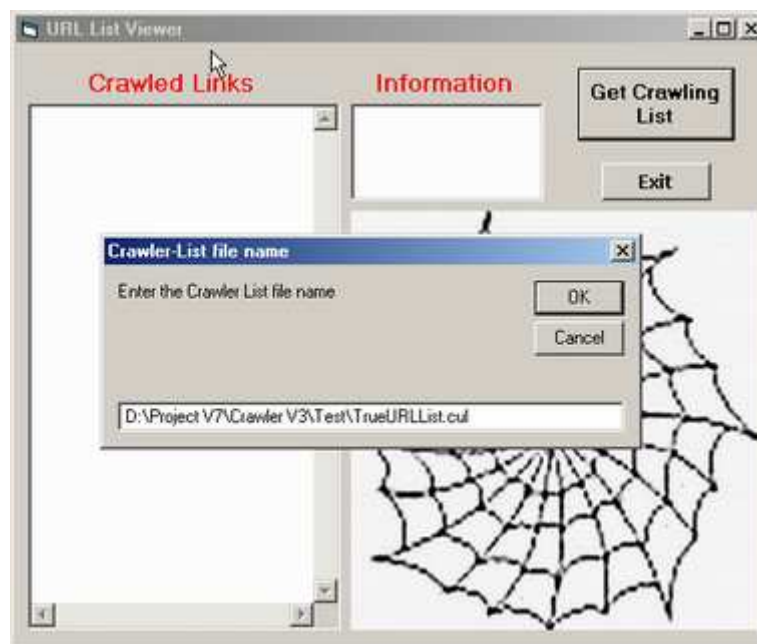 URL List Viewer
Crawled Links
Information
Get Crawling
List
Exit
Crawler-List file name
Enter the Crawler List file name
OK
Cancel
D:\Project V7\Crawler V3\Test\TrueURLList.cul